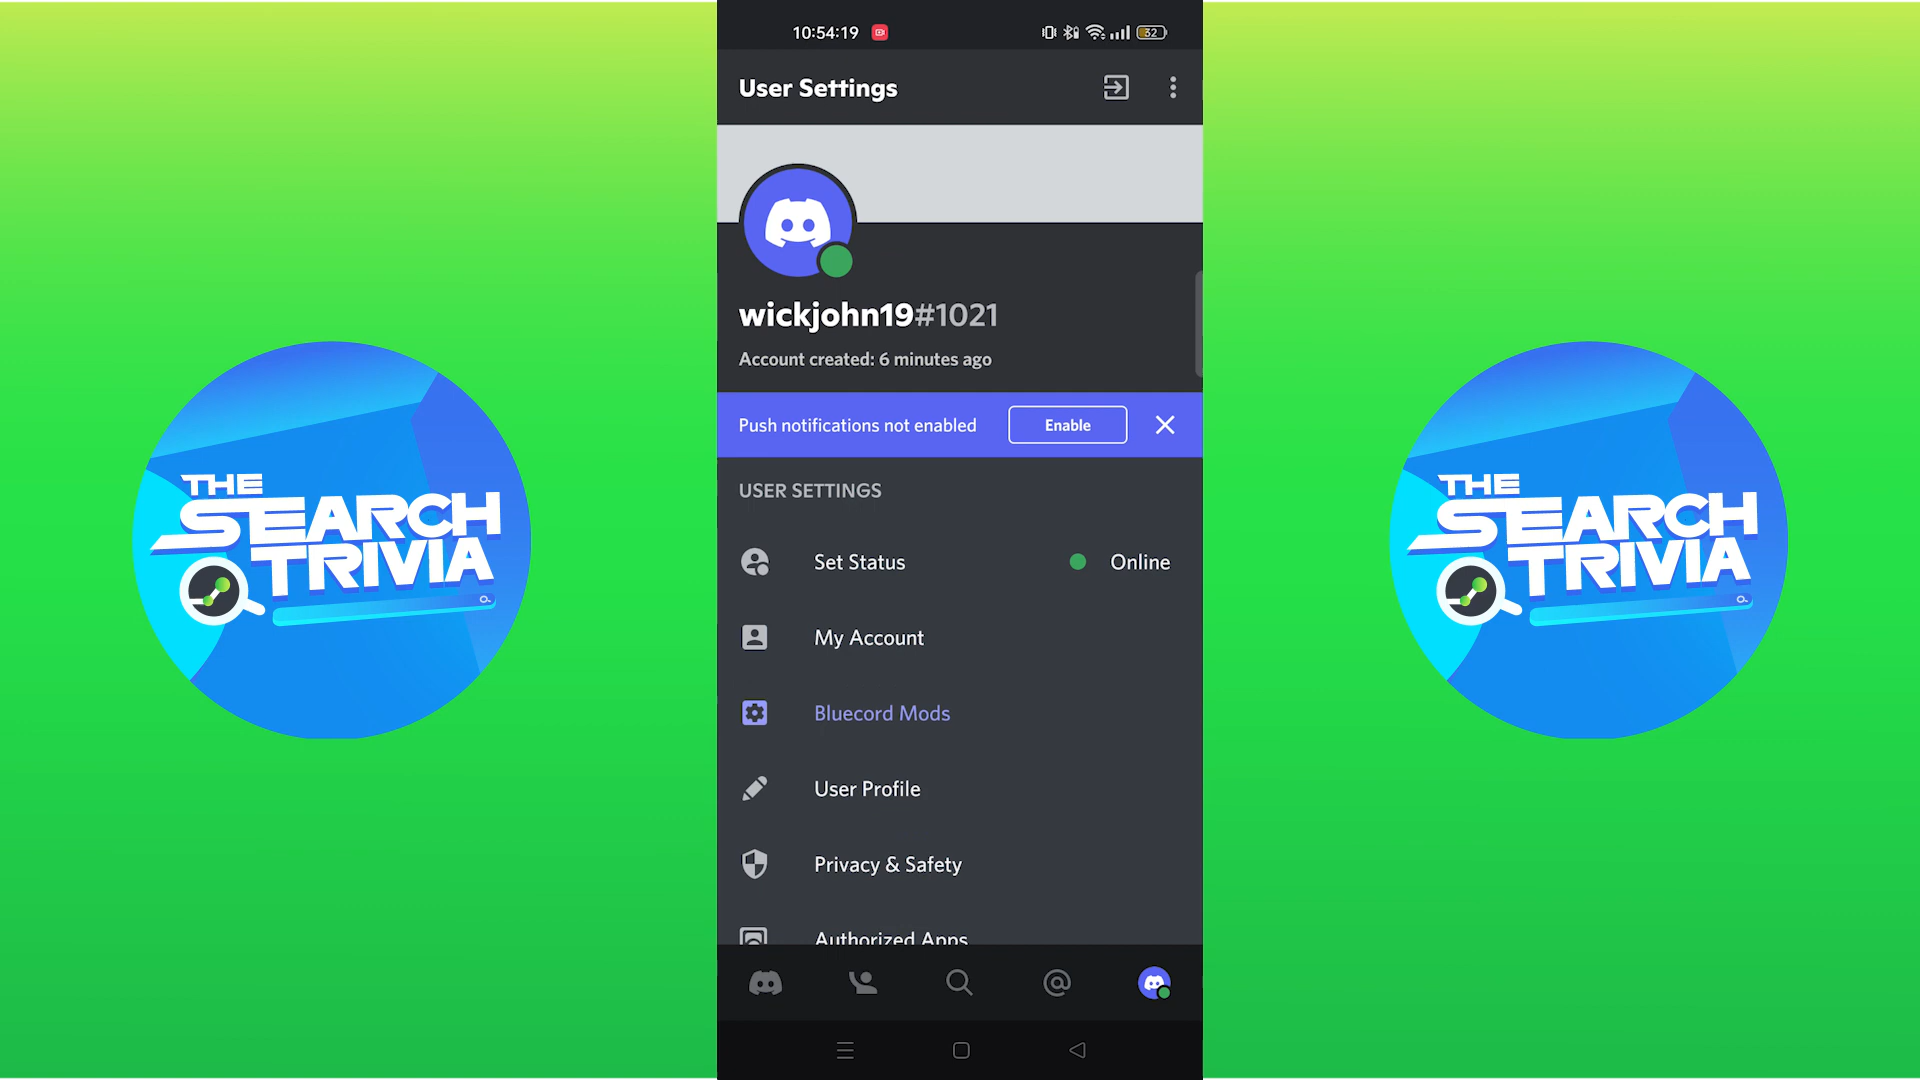 10:54:19
32
User Settings
wickjohn19#1021
Account created: 6 minutes ago
Push notifications not enabled
Enable
USER SETTINGS
Set Status
Online
My Account
Bluecord Mods
User Profile
Privacy & Safety
Authorized Apps
THE
SEARCH
TRIVIA
THE
SEARCH
TRIVIA